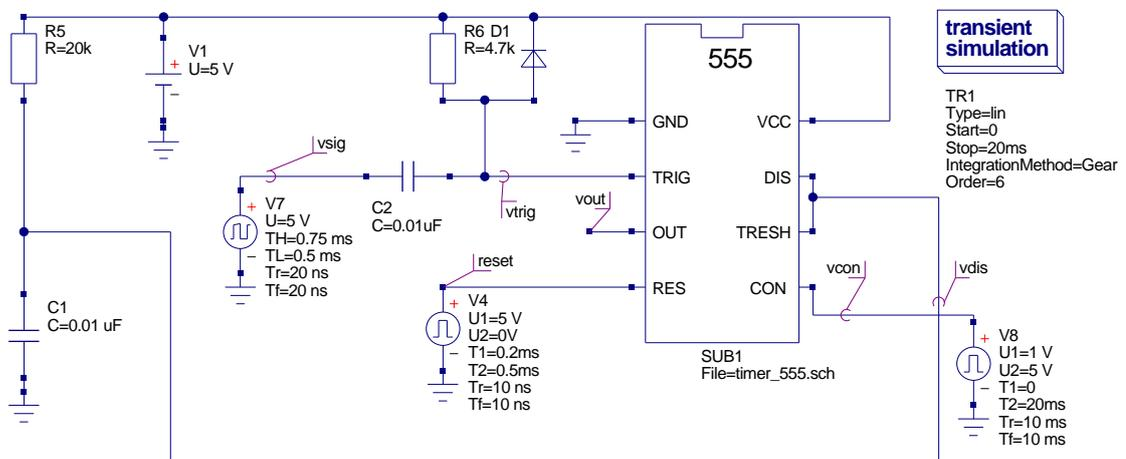 R5
R=20k
V1
U=5 V
+
−
R6 D1
R=4.7k
555
GND
VCC
TRIG
DIS
OUT
TRESH
RES
CON
SUB1
File=timer_555.sch
transient
simulation
TR1
Type=lin
Start=0
Stop=20ms
IntegrationMethod=Gear
Order=6
vsig
vtrig
vout
reset
vcon
vdis
C2
C=0.01uF
+
V7
U=5 V
TH=0.75 ms
− TL=0.5 ms
Tr=20 ns
Tf=20 ns
+
V4
U1=5 V
U2=0V
− T1=0.2ms
T2=0.5ms
Tr=10 ns
Tf=10 ns
C1
C=0.01 uF
+
V8
U1=1 V
U2=5 V
− T1=0
T2=20ms
Tr=10 ms
Tf=10 ms